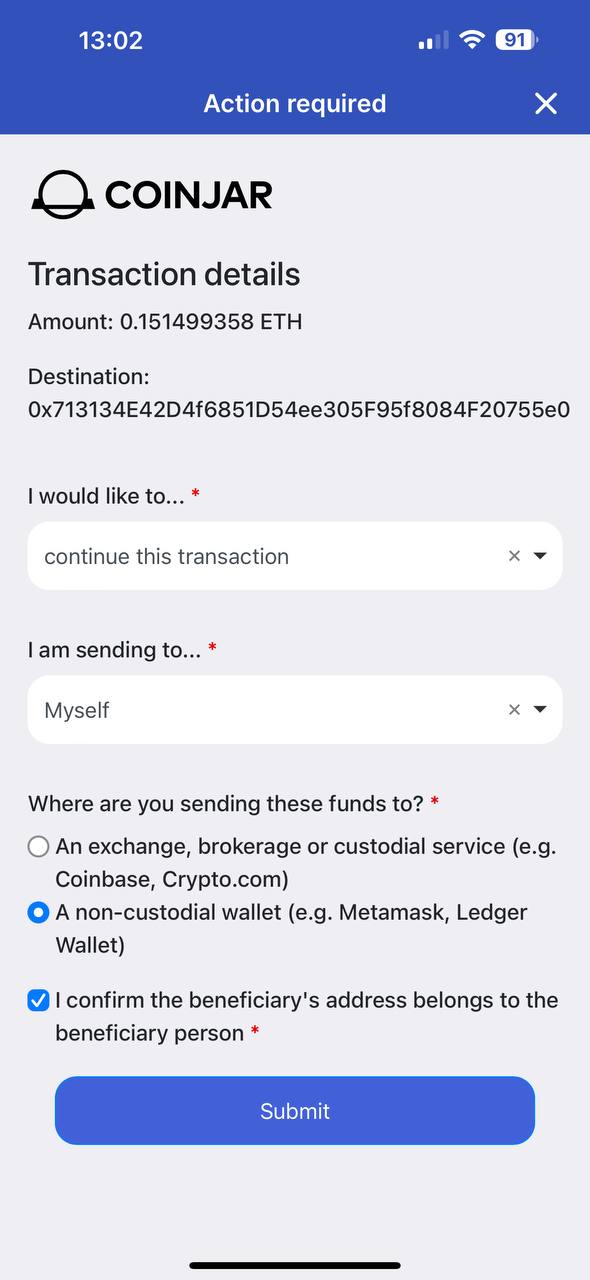 13:02
91
Action required
COINJAR
Transaction details
Amount: 0.151499358 ETH
Destination:
0x713134E42D4f6851D54ee305F95f8084F20755e0
I would like to... *
continue this transaction
I am sending to... *
Myself
Where are you sending these funds to? *
An exchange, brokerage or custodial service (e.g.
Coinbase, Crypto.com)
A non-custodial wallet (e.g. Metamask, Ledger
Wallet)
I confirm the beneficiary's address belongs to the
beneficiary person *
Submit